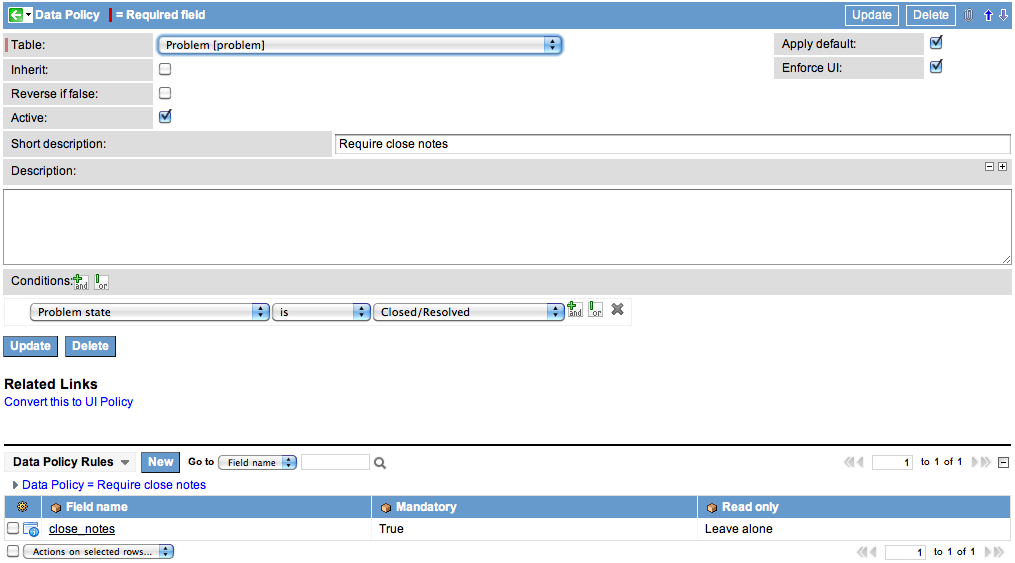 Data Policy = Required field Update Delete
Table: Problem [problem] Apply default:
Inherit: Enforce UI:
Reverse if false:
Active:
Short description: Require close notes
Description:
Conditions: and or
Problem state is Closed/Resolved and or
Update Delete
Related Links
Convert this to UI Policy
Data Policy Rules New Go to Field name 1 to 1 of 1
Data Policy = Require close notes
Field name Mandatory Read only
close_notes True Leave alone
Actions on selected rows... 1 to 1 of 1